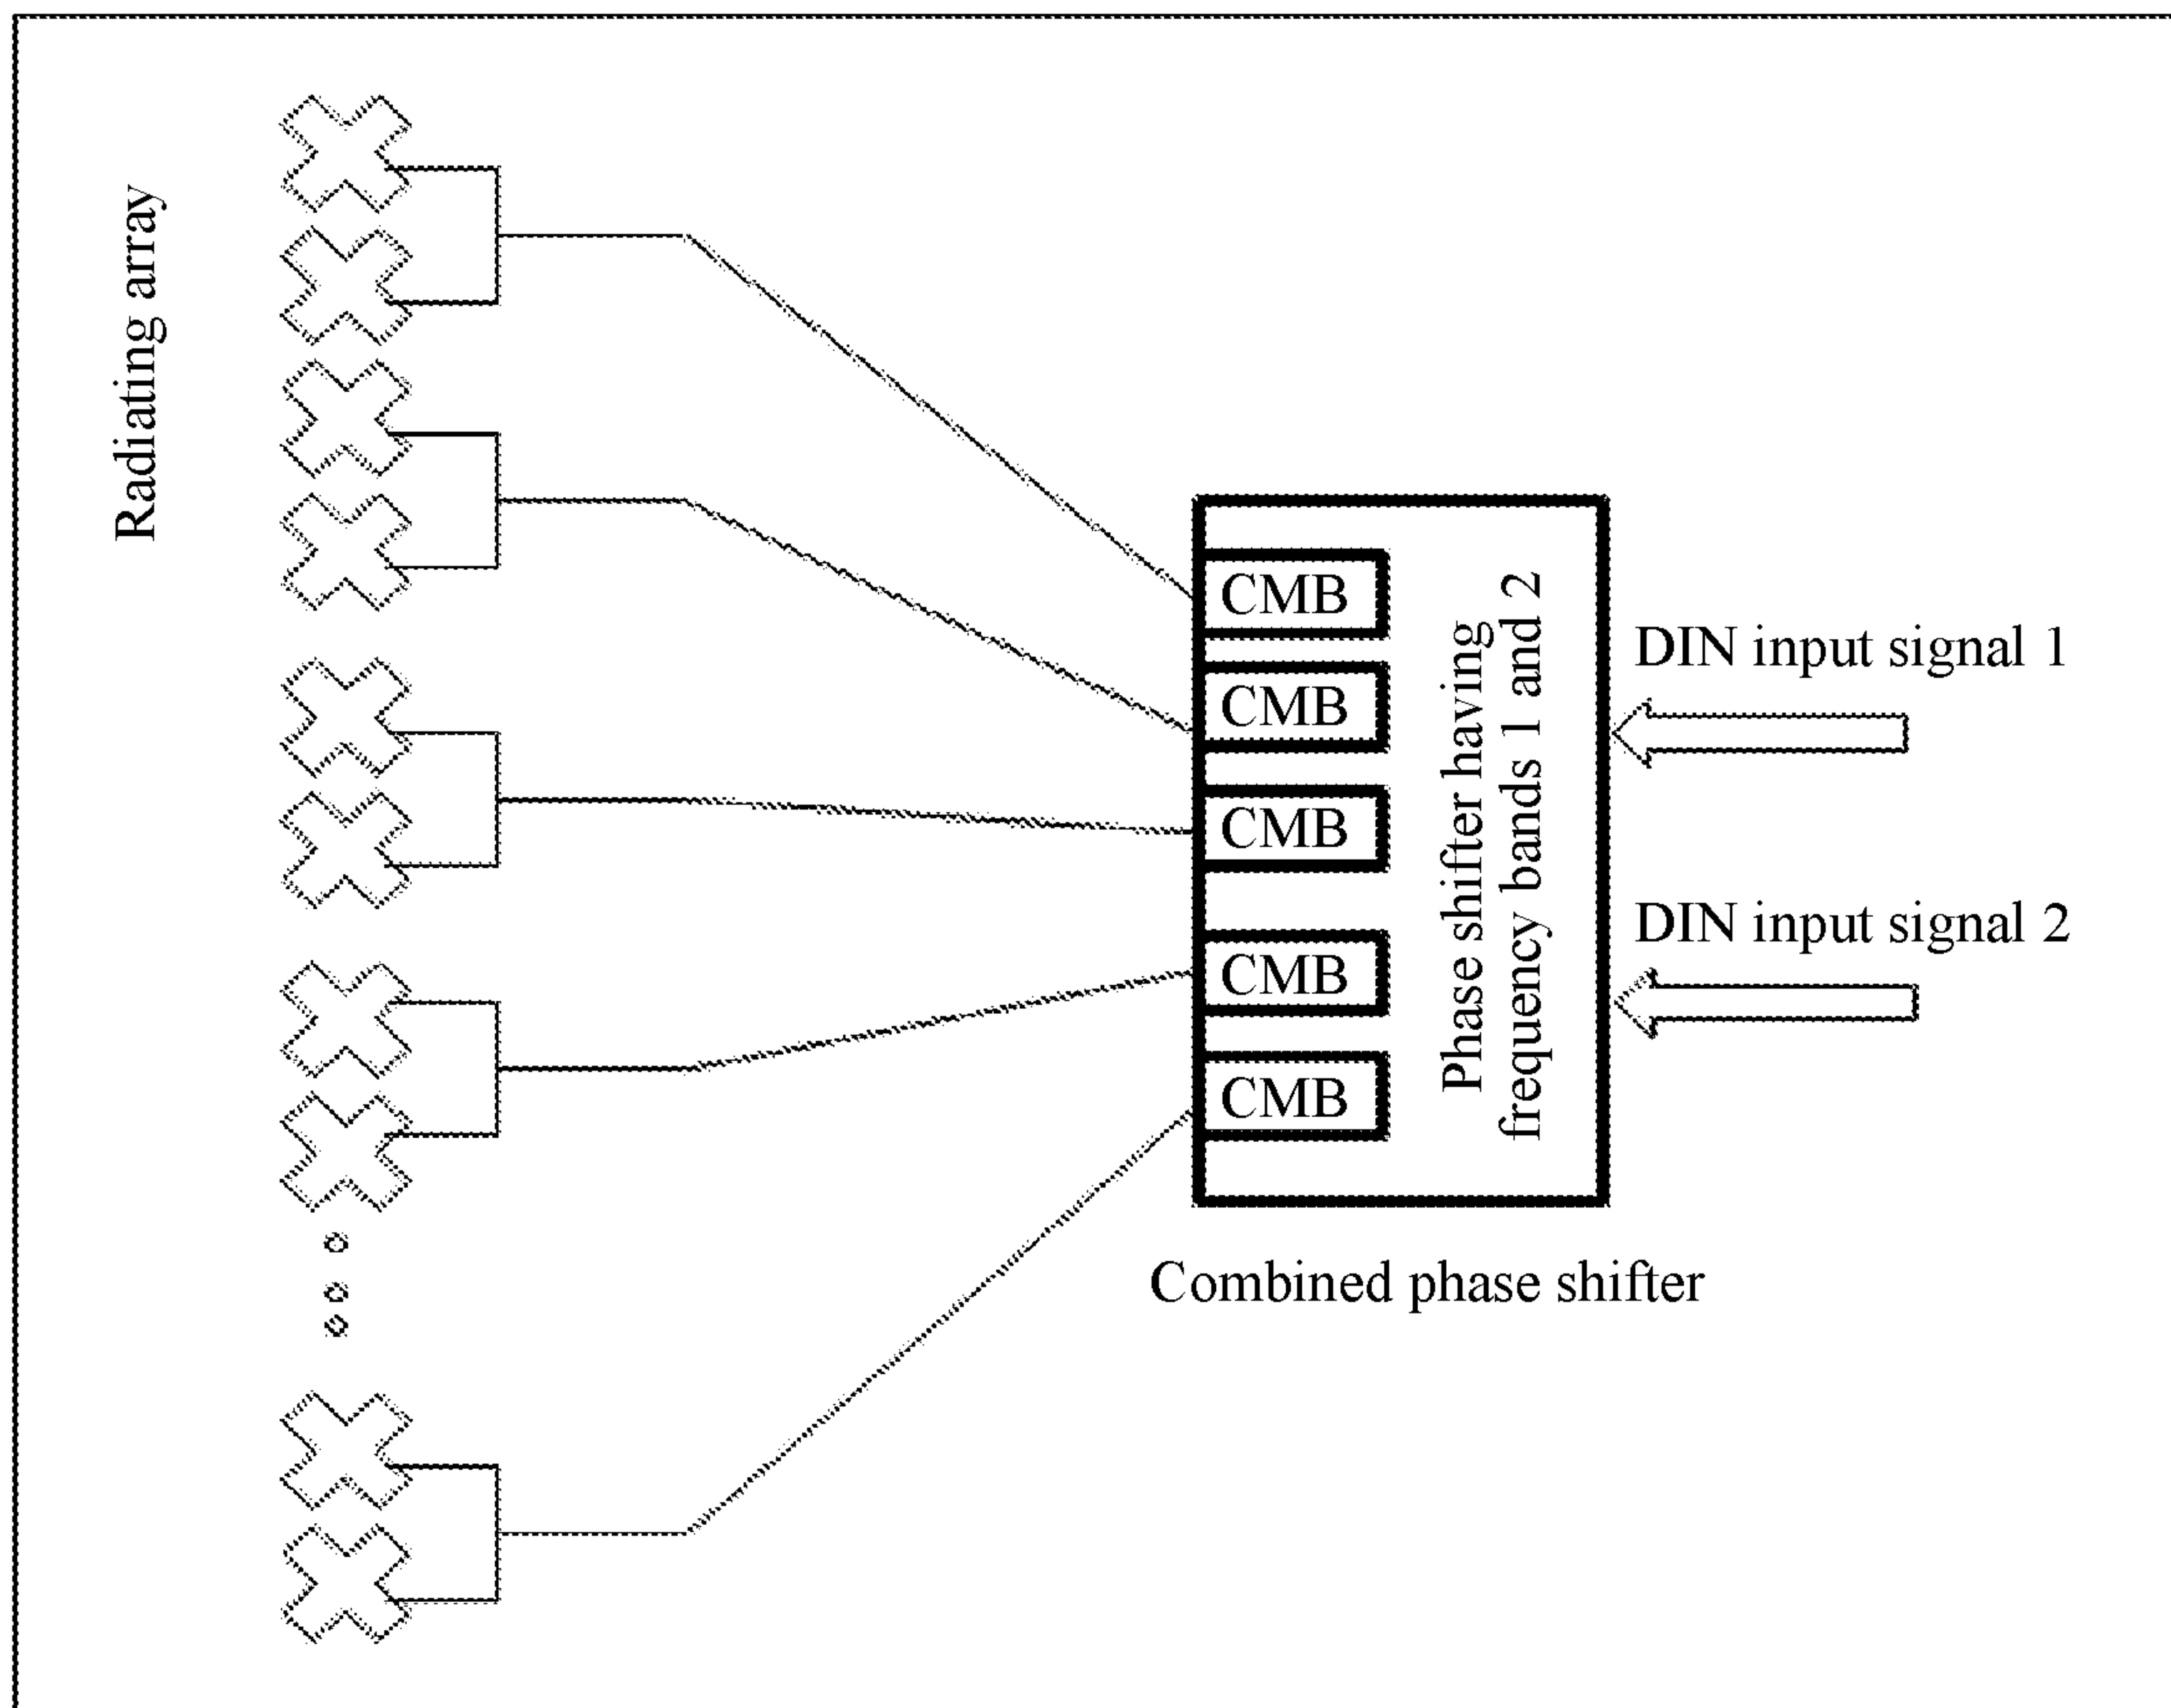 Radiating array
CMB
CMB
CMB
CMB
CMB
Phase shifter having
frequency bands 1 and 2
DIN input signal 1
DIN input signal 2
Combined phase shifter